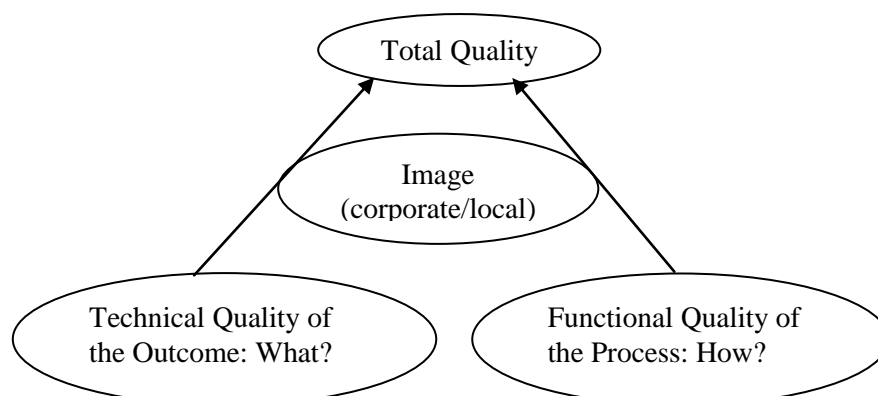 Total Quality
Image
(corporate/local)
Technical Quality of
the Outcome: What?
Functional Quality of
the Process: How?